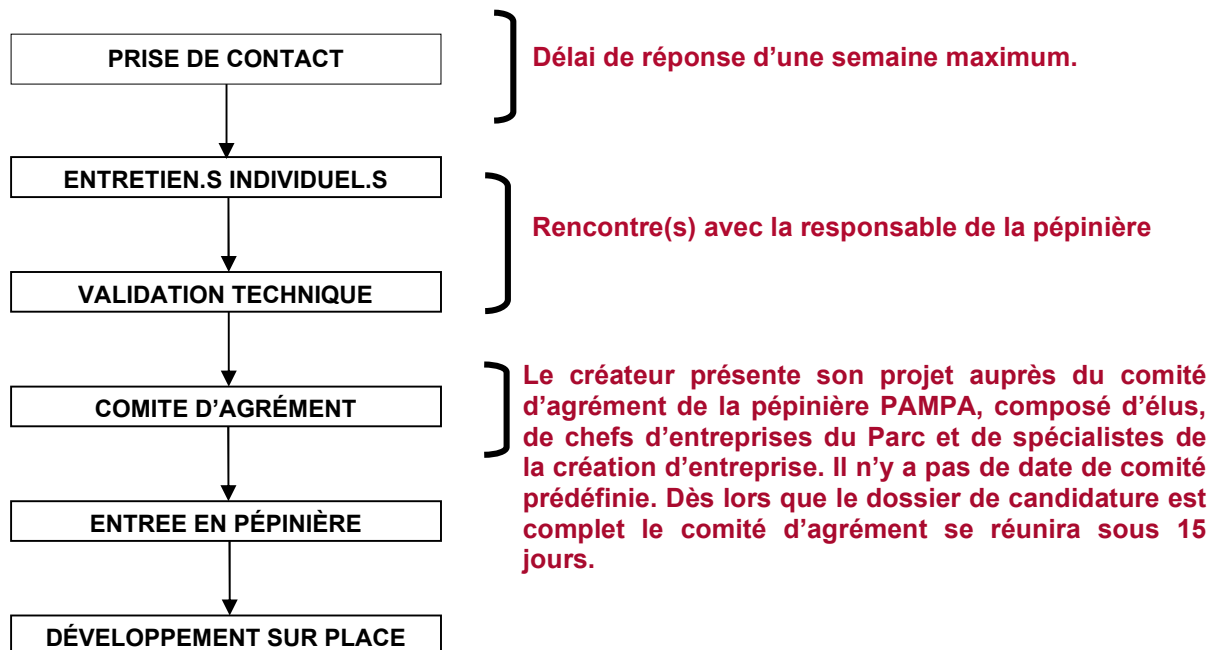 PRISE DE CONTACT
Délai de réponse d’une semaine maximum.
ENTRETIEN.S INDIVIDUEL.S
Rencontre(s) avec la responsable de la pépinière
VALIDATION TECHNIQUE
COMITE D’AGRÉMENT
Le créateur présente son projet auprès du comité
d’agrément de la pépinière PAMPA, composé d’élus,
de chefs d’entreprises du Parc et de spécialistes de
la création d’entreprise. Il n’y a pas de date de comité
prédéfinie. Dès lors que le dossier de candidature est
complet le comité d’agrément se réunira sous 15
jours.
ENTREE EN PÉPINIÈRE
DÉVELOPPEMENT SUR PLACE